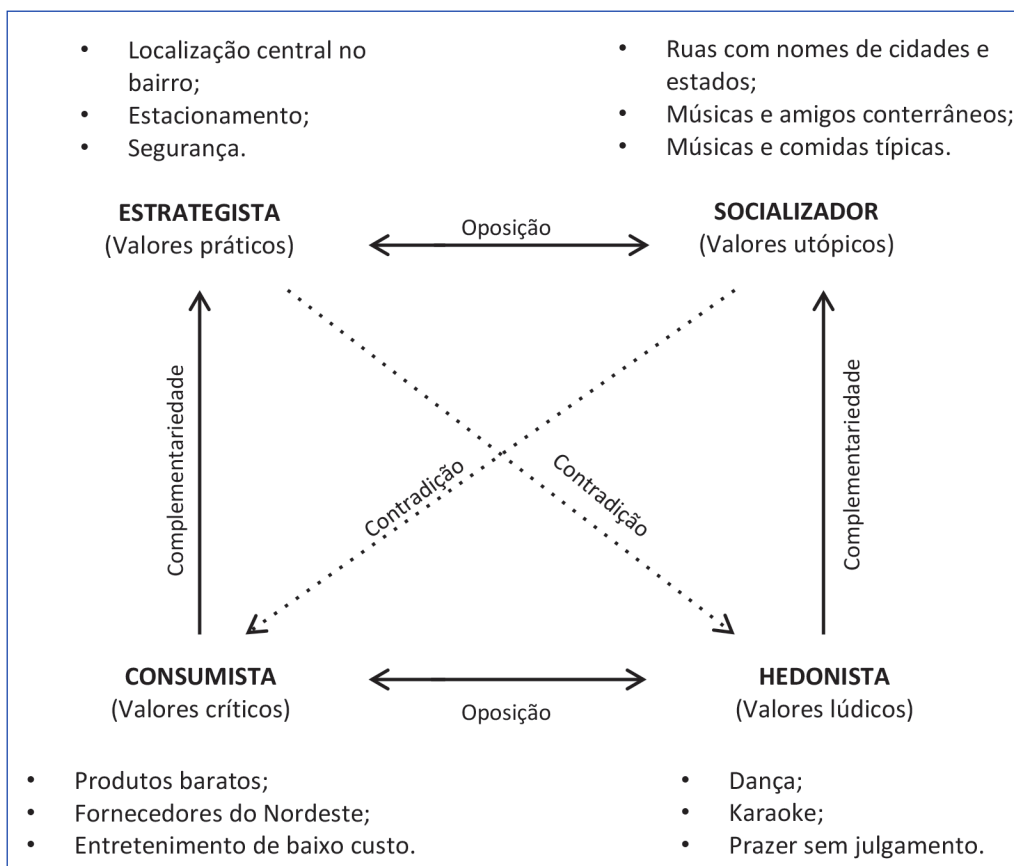 • Localização central no
bairro;
• Estacionamento;
• Segurança.
• Ruas com nomes de cidades e
estados;
• Músicas e amigos conterrâneos;
• Músicas e comidas típicas.
ESTRATEGISTA
(Valores práticos)
Oposição
SOCIALIZADOR
(Valores utópicos)
Complementariedade
Contradição
Contradição
Complementariedade
CONSUMISTA
(Valores críticos)
Oposição
HEDONISTA
(Valores lúdicos)
• Produtos baratos;
• Fornecedores do Nordeste;
• Entretenimento de baixo custo.
• Dança;
• Karaoke;
• Prazer sem julgamento.